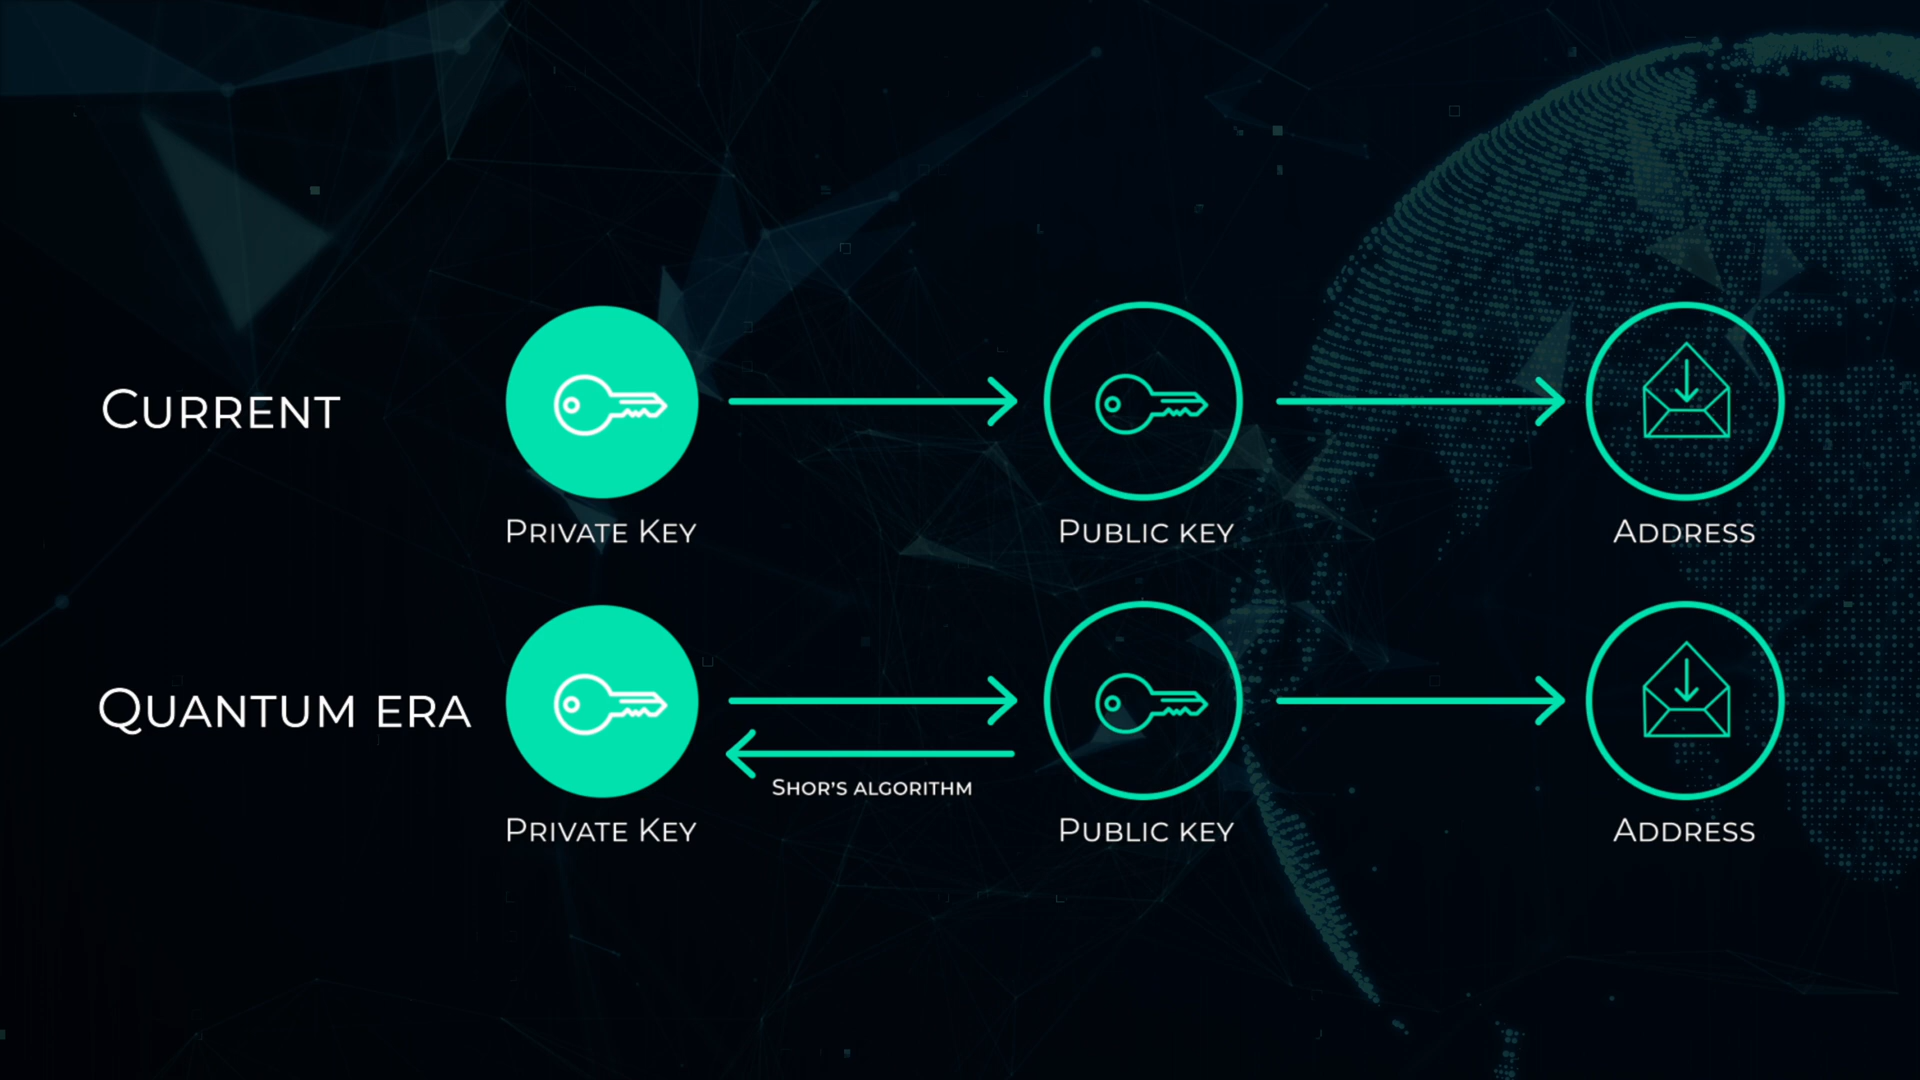 Current
Private Key
Public key
Address
Quantum era
Shor's algorithm
Private Key
Public key
Address